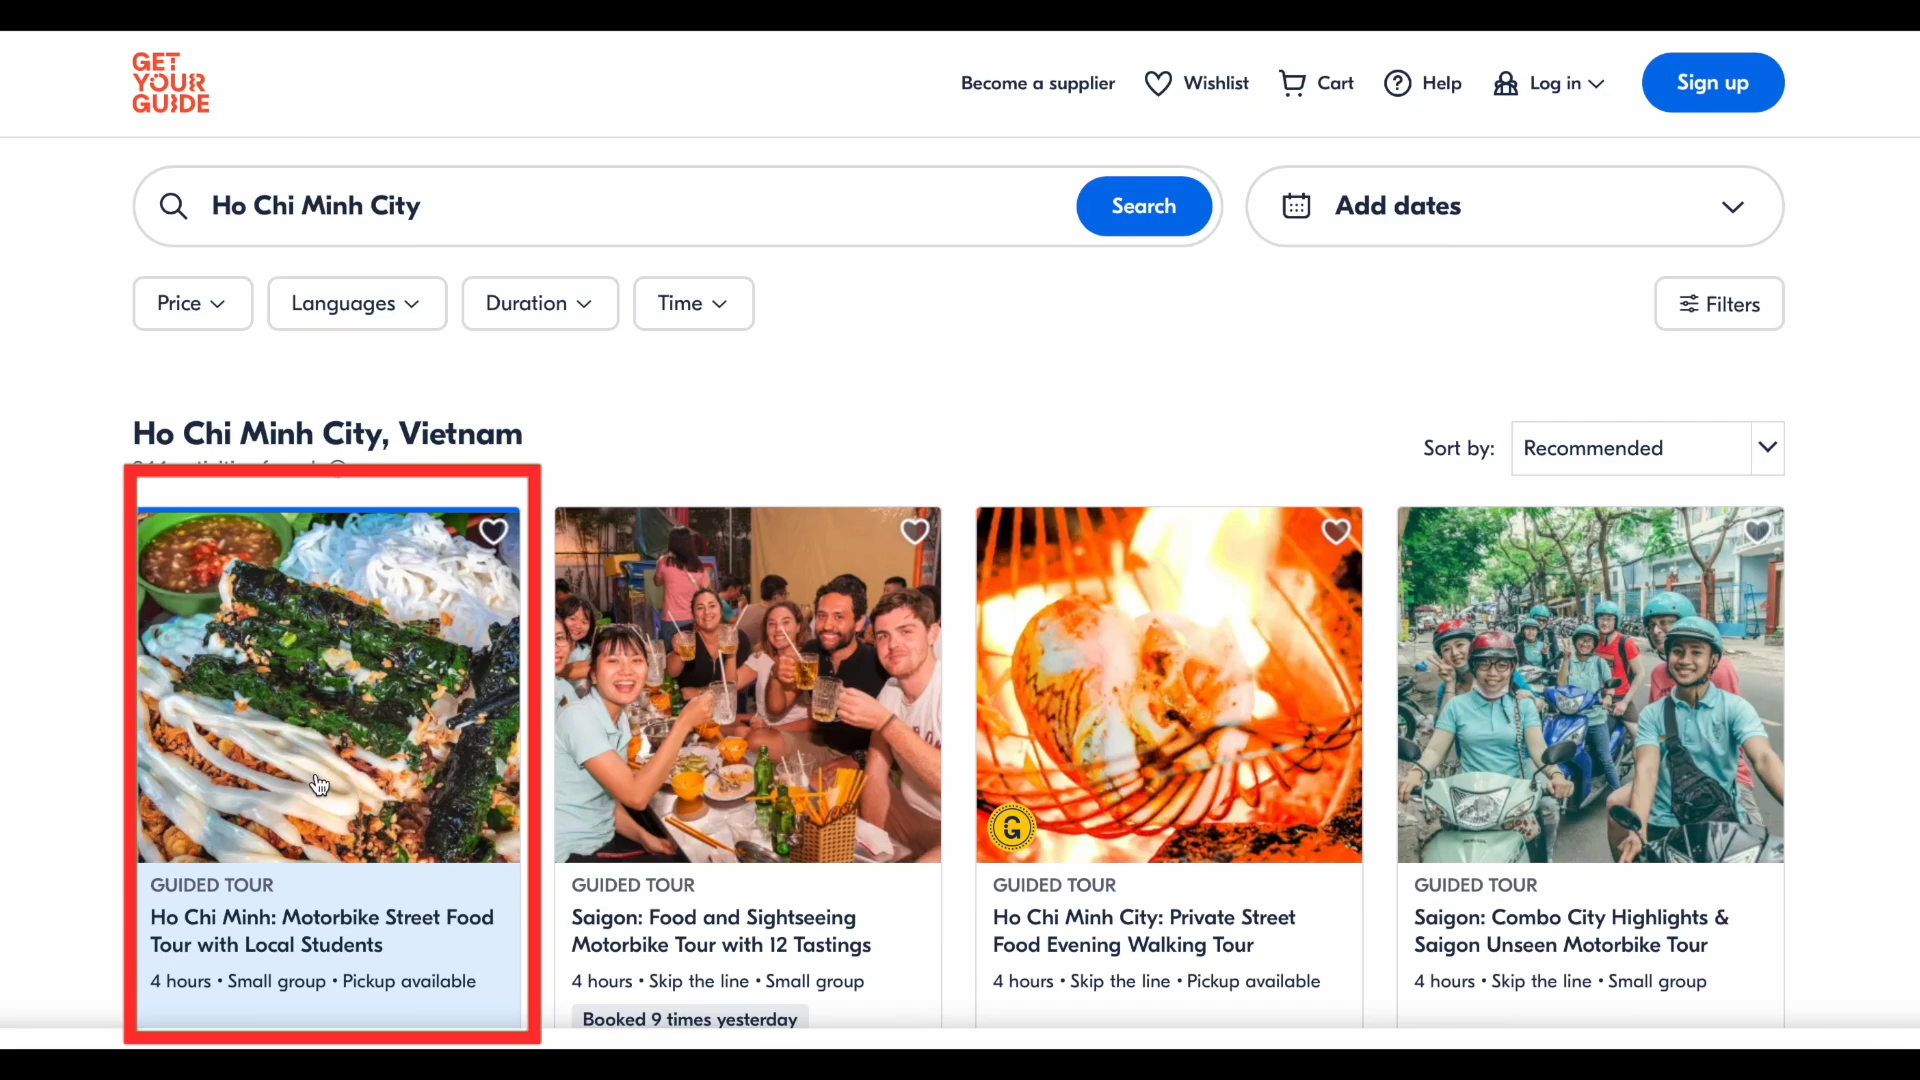 GET
YOUR
GUIDE
Become a supplier
Wishlist
Cart
Help
Log in
Sign up
Ho Chi Minh City
Search
Add dates
Price
Languages
Duration
Time
Filters
Ho Chi Minh City, Vietnam
Sort by:
Recommended
GUIDED TOUR
Ho Chi Minh: Motorbike Street Food
Tour with Local Students
4 hours • Small group • Pickup available
GUIDED TOUR
Saigon: Food and Sightseeing
Motorbike Tour with 12 Tastings
4 hours • Skip the line • Small group
Booked 9 times yesterday
G
GUIDED TOUR
Ho Chi Minh City: Private Street
Food Evening Walking Tour
4 hours • Skip the line • Pickup available
GUIDED TOUR
Saigon: Combo City Highlights &
Saigon Unseen Motorbike Tour
4 hours • Skip the line • Small group